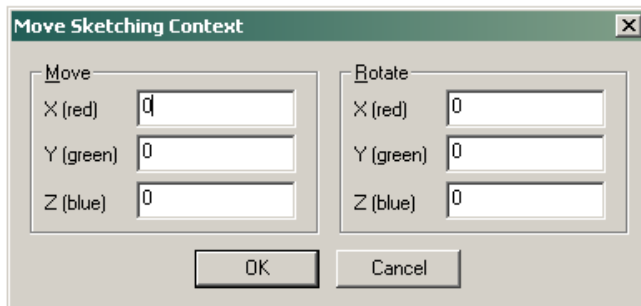 Move Sketching Context
Move
X (red) 0
Y (green) 0
Z (blue) 0
Rotate
X (red) 0
Y (green) 0
Z (blue) 0
OK Cancel